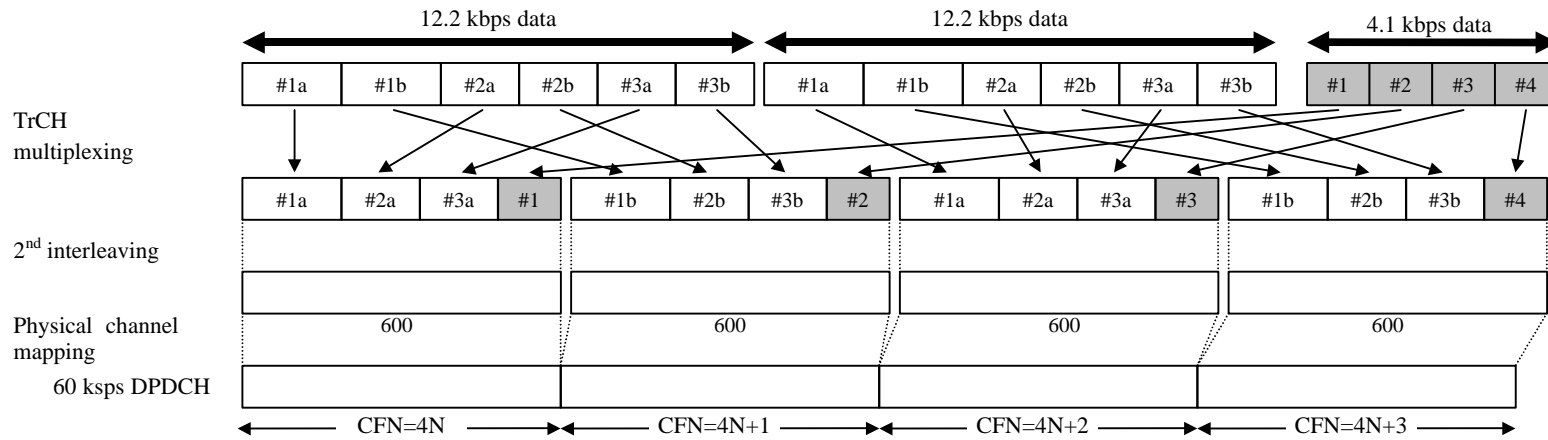 12.2 kbps data 12.2 kbps data 4.1 kbps data
#1a #1b #2a #2b #3a #3b #1a #1b #2a #2b #3a #3b #1 #2 #3 #4
TrCH
multiplexing
#1a #2a #3a #1 #1b #2b #3b #2 #1a #2a #3a #3 #1b #2b #3b #4
2nd interleaving
Physical channel
mapping
600 600 600 600
60 ksps DPDCH
CFN=4N CFN=4N+1 CFN=4N+2 CFN=4N+3